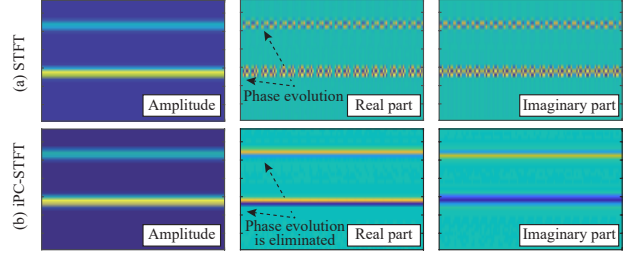 (a) STFT
Phase evolution
Amplitude
Real part
Imaginary part
(b) iPC-STFT
Phase evolution
is eliminated
Amplitude
Real part
Imaginary part